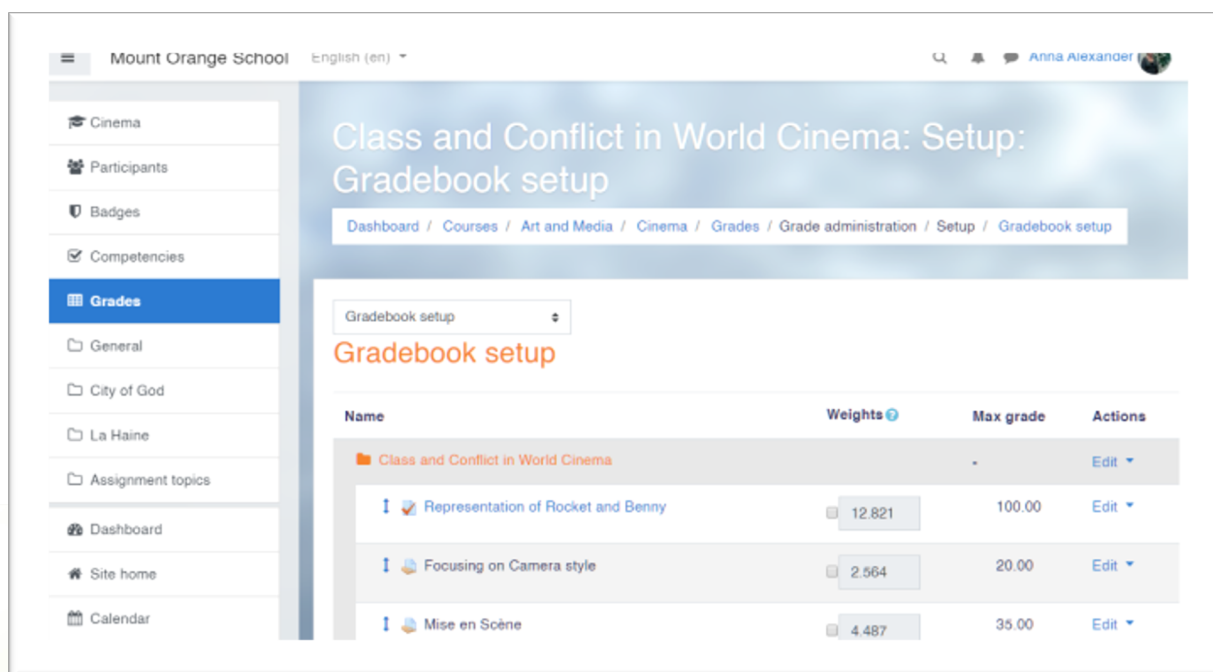 Mount Orange School English (en)
Anna Alexander
Cinema
Participants
Badges
Competencies
Grades
General
City of God
La Haine
Assignment topics
Dashboard
Site home
Calendar
Class and Conflict in World Cinema: Setup:
Gradebook setup
Dashboard / Courses / Art and Media / Cinema / Grades / Grade administration / Setup / Gradebook setup
Gradebook setup
Gradebook setup
Name Weights Max grade Actions
Class and Conflict in World Cinema - Edit
Representation of Rocket and Benny 12.821 100.00 Edit
Focusing on Camera style 2.564 20.00 Edit
Mise en Scène 4.487 35.00 Edit